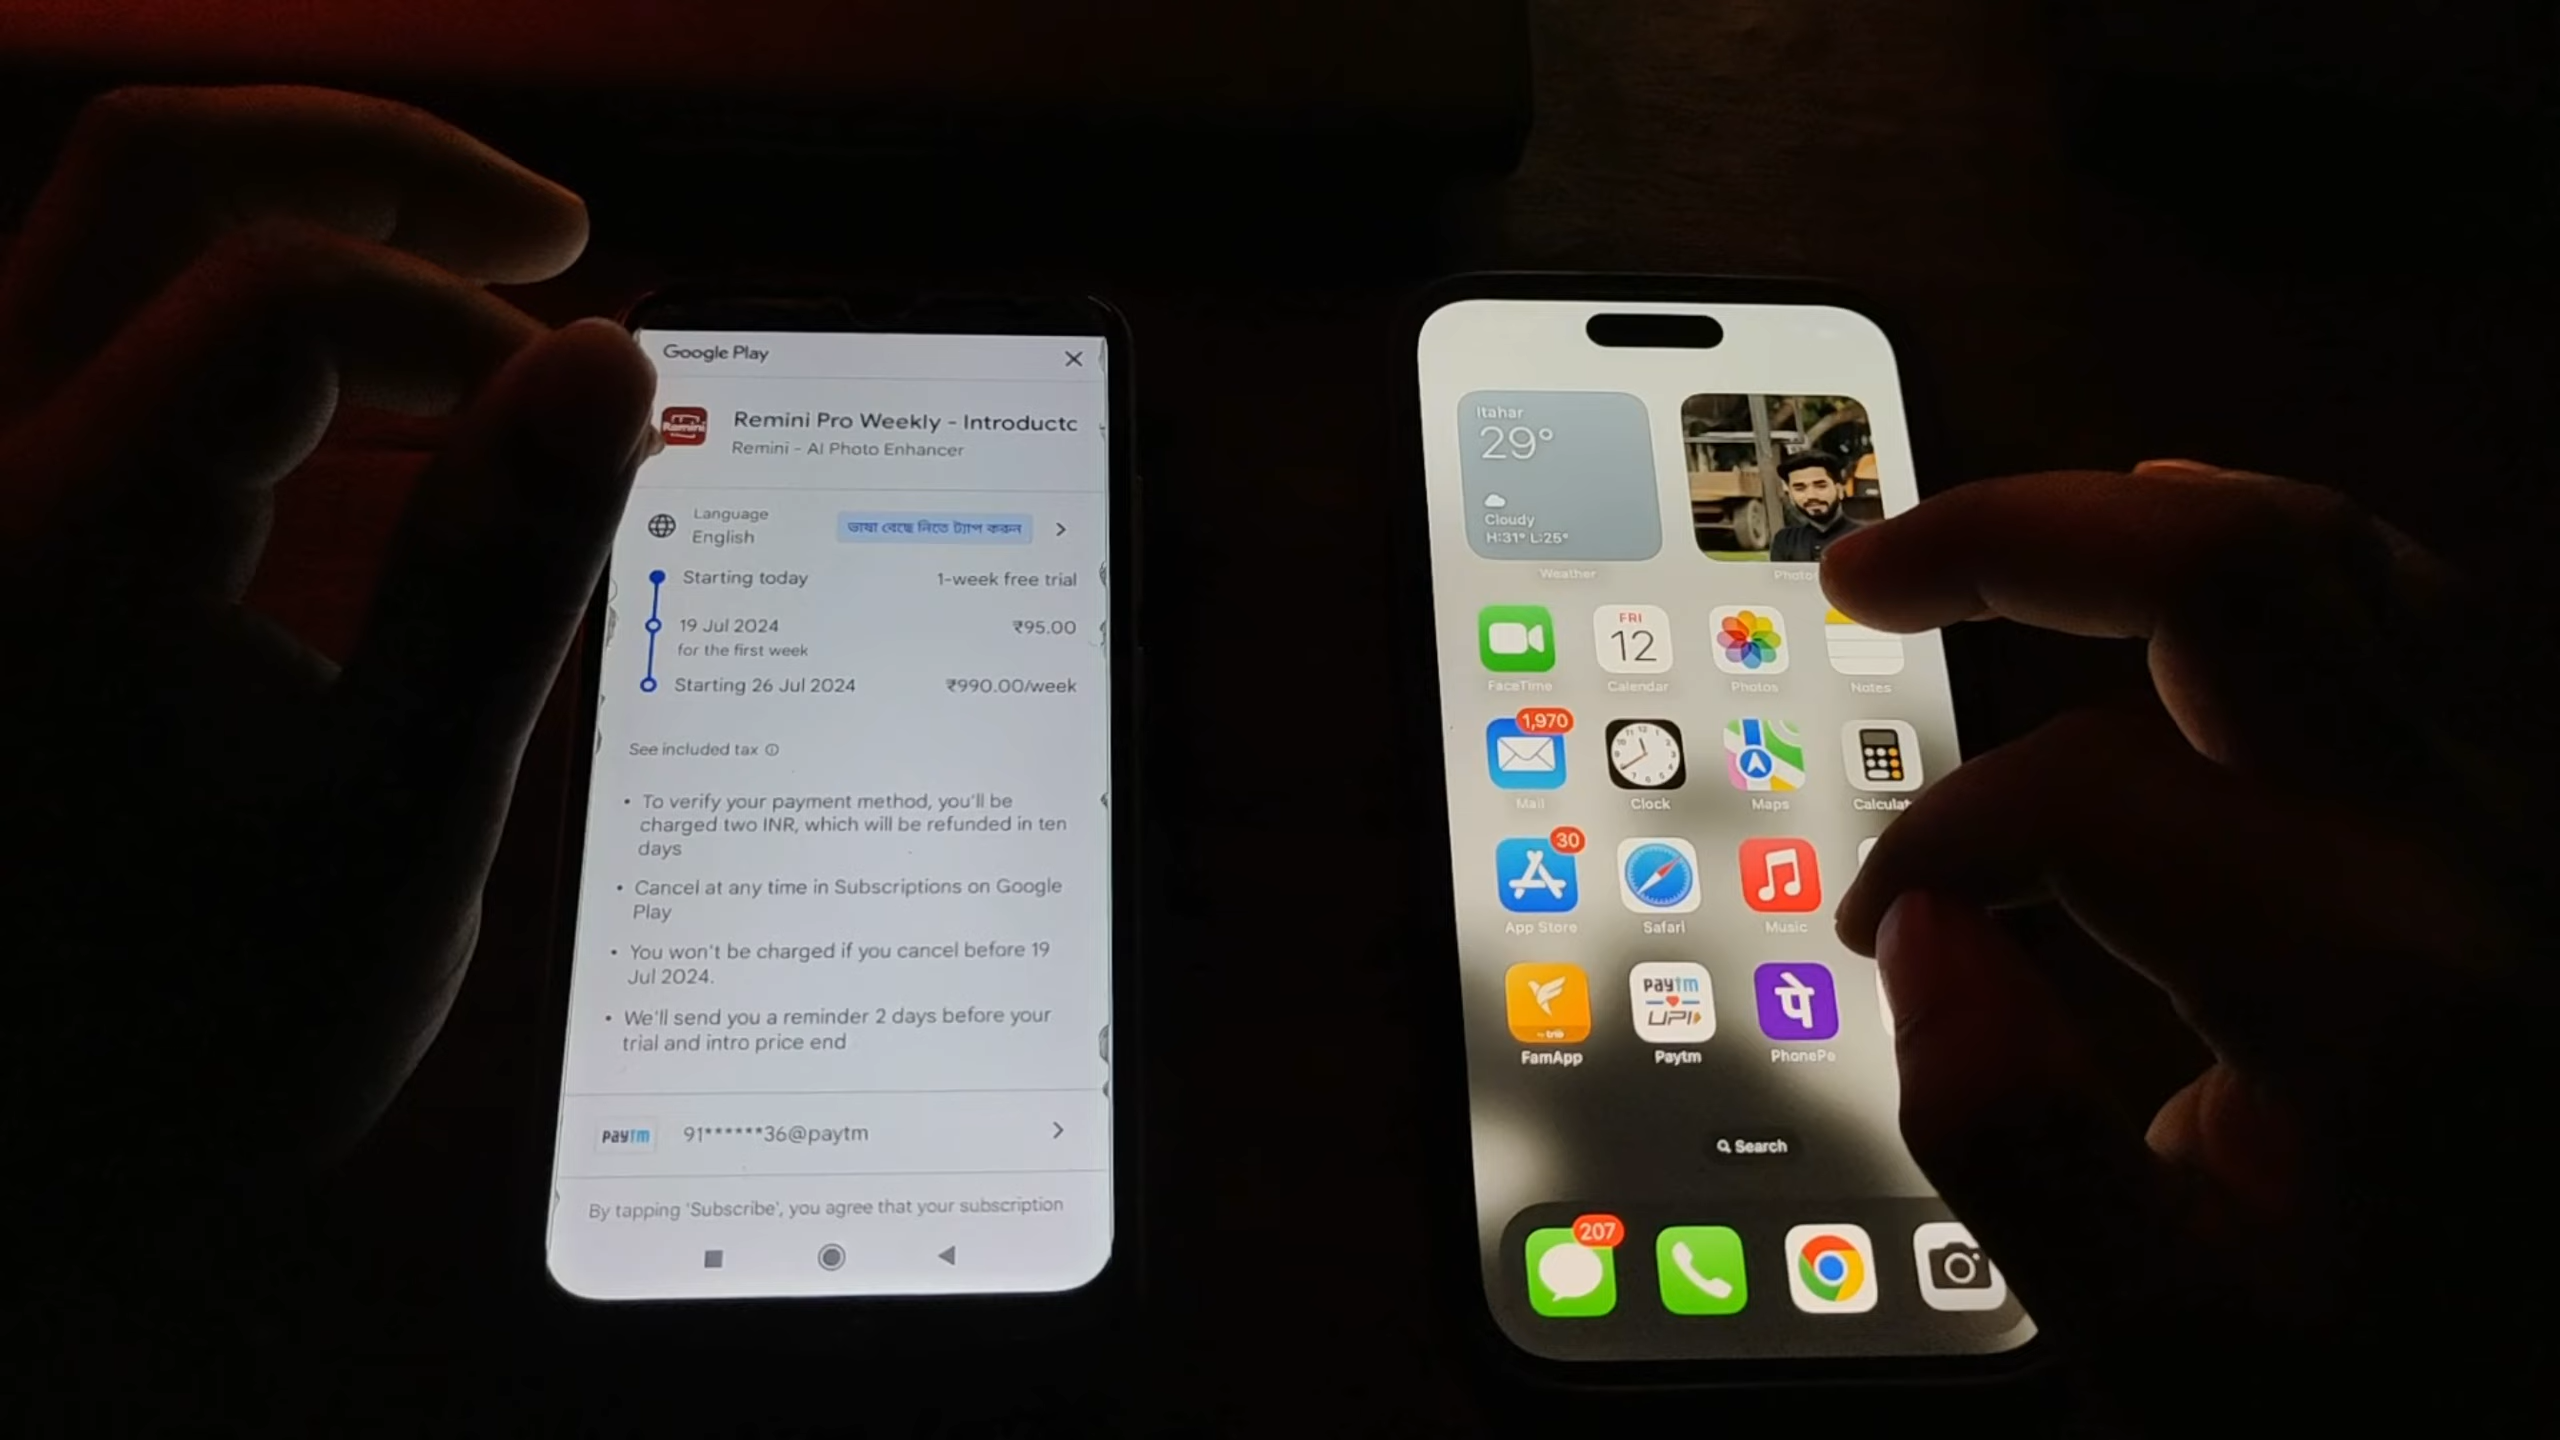 Google Play
Remini
Remini Pro Weekly - Introductc
Remini - AI Photo Enhancer
Language
English
ভাষা বেছে নিতে ট্যাপ করুন
Starting today
1-week free trial
19 Jul 2024
₹95.00
for the first week
Starting 26 Jul 2024
₹990.00/week
See included tax
• To verify your payment method, you'll be
charged two INR, which will be refunded in ten
days
• Cancel at any time in Subscriptions on Google
Play
• You won't be charged if you cancel before 19
Jul 2024.
• We'll send you a reminder 2 days before your
trial and intro price end
paytm
91******36@paytm
By tapping 'Subscribe', you agree that your subscription
Itahar
29°
Cloudy
H:31° L:25°
Weather
Photos
FRI
12
FaceTime
Calendar
Photos
Notes
1,970
Mail
Clock
Maps
Calculat
30
App Store
Safari
Music
paytm
UPI
पे
FamApp
Paytm
PhonePe
Search
207